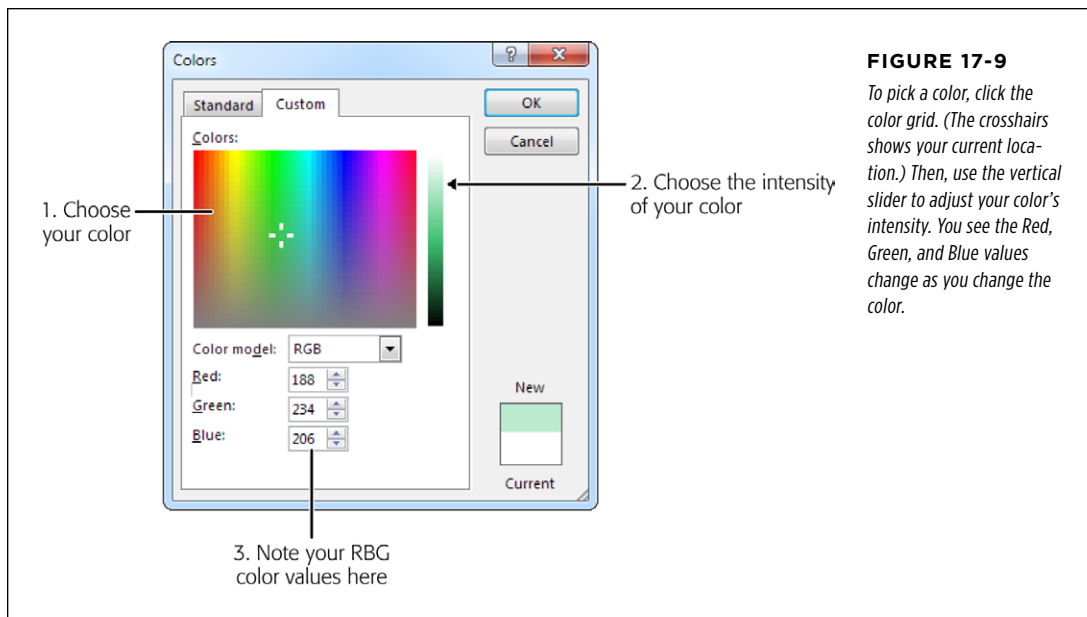 Colors
Standard Custom
OK
Colors:
Cancel
1. Choose
your color
2. Choose the intensity
of your color
Color model: RGB
Red: 188
Green: 234
Blue: 206
New
Current
3. Note your RBG
color values here
FIGURE 17-9
To pick a color, click the
color grid. (The crosshairs
shows your current loca-
tion.) Then, use the vertical
slider to adjust your color’s
intensity. You see the Red,
Green, and Blue values
change as you change the
color.